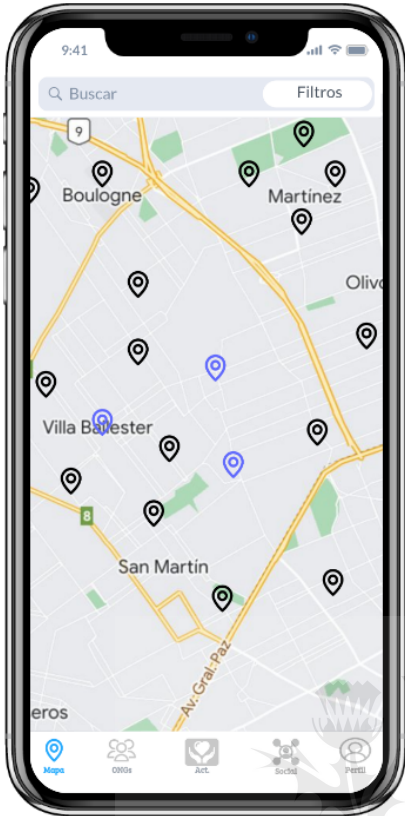 9:41
Buscar
Filtros
9
Boulogne
Martínez
Olivo
Villa Ballester
8
San Martín
Av. Gral. Paz
eros
Mapa
ONGs
Act.
Social
Perfil